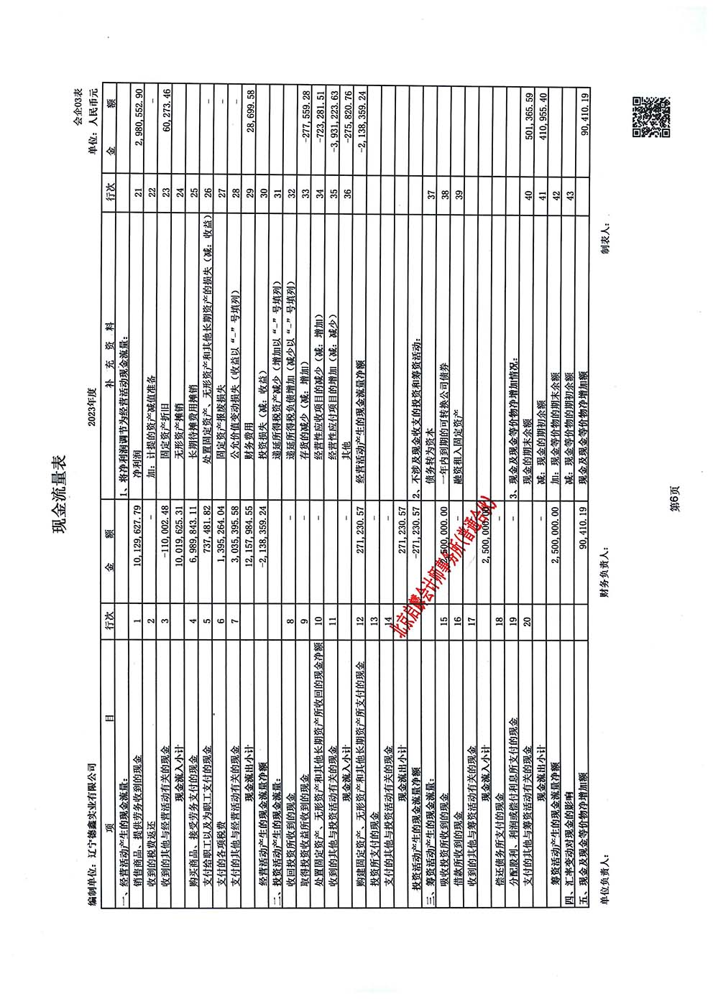 现金流量表
会企03表
编制单位：辽宁德鑫实业有限公司 2023年度 单位：人民币元
项 目 行次 金 额 补 充 资 料 行次 金 额
一、经营活动产生的现金流量： 1、将净利润调节为经营活动现金流量：
销售商品、提供劳务收到的现金 1 10,129,627.79 净利润 21 2,980,552.90
收到的税费返还 2 - 加：计提的资产减值准备 22 -
收到的其他与经营活动有关的现金 3 -110,002.48 固定资产折旧 23 60,273.46
现金流入小计 10,019,625.31 无形资产摊销 24
购买商品、接受劳务支付的现金 4 6,989,843.11 长期待摊费用摊销 25
支付给职工以及为职工支付的现金 5 737,481.82 处置固定资产、无形资产和其他长期资产的损失（减：收益） 26 -
支付的各项税费 6 1,395,264.04 固定资产报废损失 27 -
支付的其他与经营活动有关的现金 7 3,035,395.58 公允价值变动损失（收益以“-”号填列） 28 -
现金流出小计 12,157,984.55 财务费用 29 28,699.58
经营活动产生的现金流量净额 -2,138,359.24 投资损失（减：收益） 30
二、投资活动产生的现金流量： 递延所得税资产减少（增加以“-”号填列） 31
收回投资所收到的现金 8 - 递延所得税负债增加（减少以“-”号填列） 32
取得投资收益所收到的现金 9 - 存货的减少（减：增加） 33 -277,559.28
处置固定资产、无形资产和其他长期资产所收回的现金净额 10 - 经营性应收项目的减少（减：增加） 34 -723,281.51
收到的其他与投资活动有关的现金 11 - 经营性应付项目的增加（减：减少） 35 -3,931,223.63
现金流入小计 - 其他 36 -275,820.76
购建固定资产、无形资产和其他长期资产所支付的现金 12 271,230.57 经营活动产生的现金流量净额 -2,138,359.24
投资所支付的现金 13 -
支付的其他与投资活动有关的现金 14 -
现金流出小计 271,230.57
投资活动产生的现金流量净额 -271,230.57 2、不涉及现金收支的投资和筹资活动：
三、筹资活动产生的现金流量： 债务转为资本 37
吸收投资所收到的现金 15 2,500,000.00 一年内到期的可转换公司债券 38
借款所收到的现金 16 - 融资租入固定资产 39
收到的其他与筹资活动有关的现金 17
现金流入小计 2,500,000.00
偿还债务所支付的现金 18 -
分配股利、利润或偿付利息所支付的现金 19 - 3、现金及现金等价物净增加情况：
支付的其他与筹资活动有关的现金 20 现金的期末余额 40 501,365.59
现金流出小计 - 减：现金的期初余额 41 410,955.40
筹资活动产生的现金流量净额 2,500,000.00 加：现金等价物的期末余额 42
四、汇率变动对现金的影响 减：现金等价物的期初余额 43
五、现金及现金等价物净增加额 90,410.19 现金及现金等价物净增加额 90,410.19
北京启麟会计师事务所(普通合伙)
单位负责人： 财务负责人： 制表人：
第6页